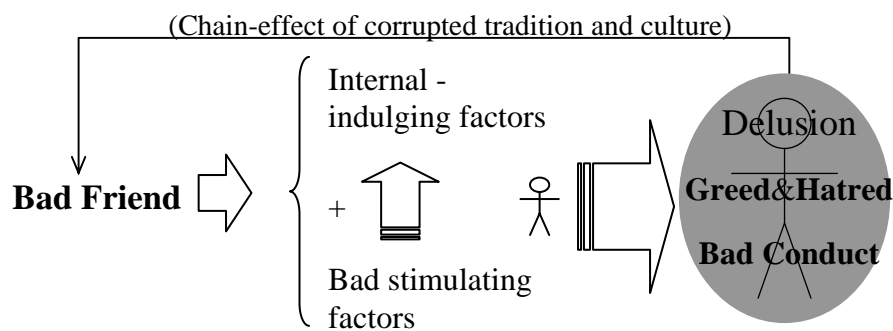 (Chain-effect of corrupted tradition and culture)
Internal -
indulging factors
Bad Friend
+
Bad stimulating
factors
Delusion
Greed&Hatred
Bad Conduct